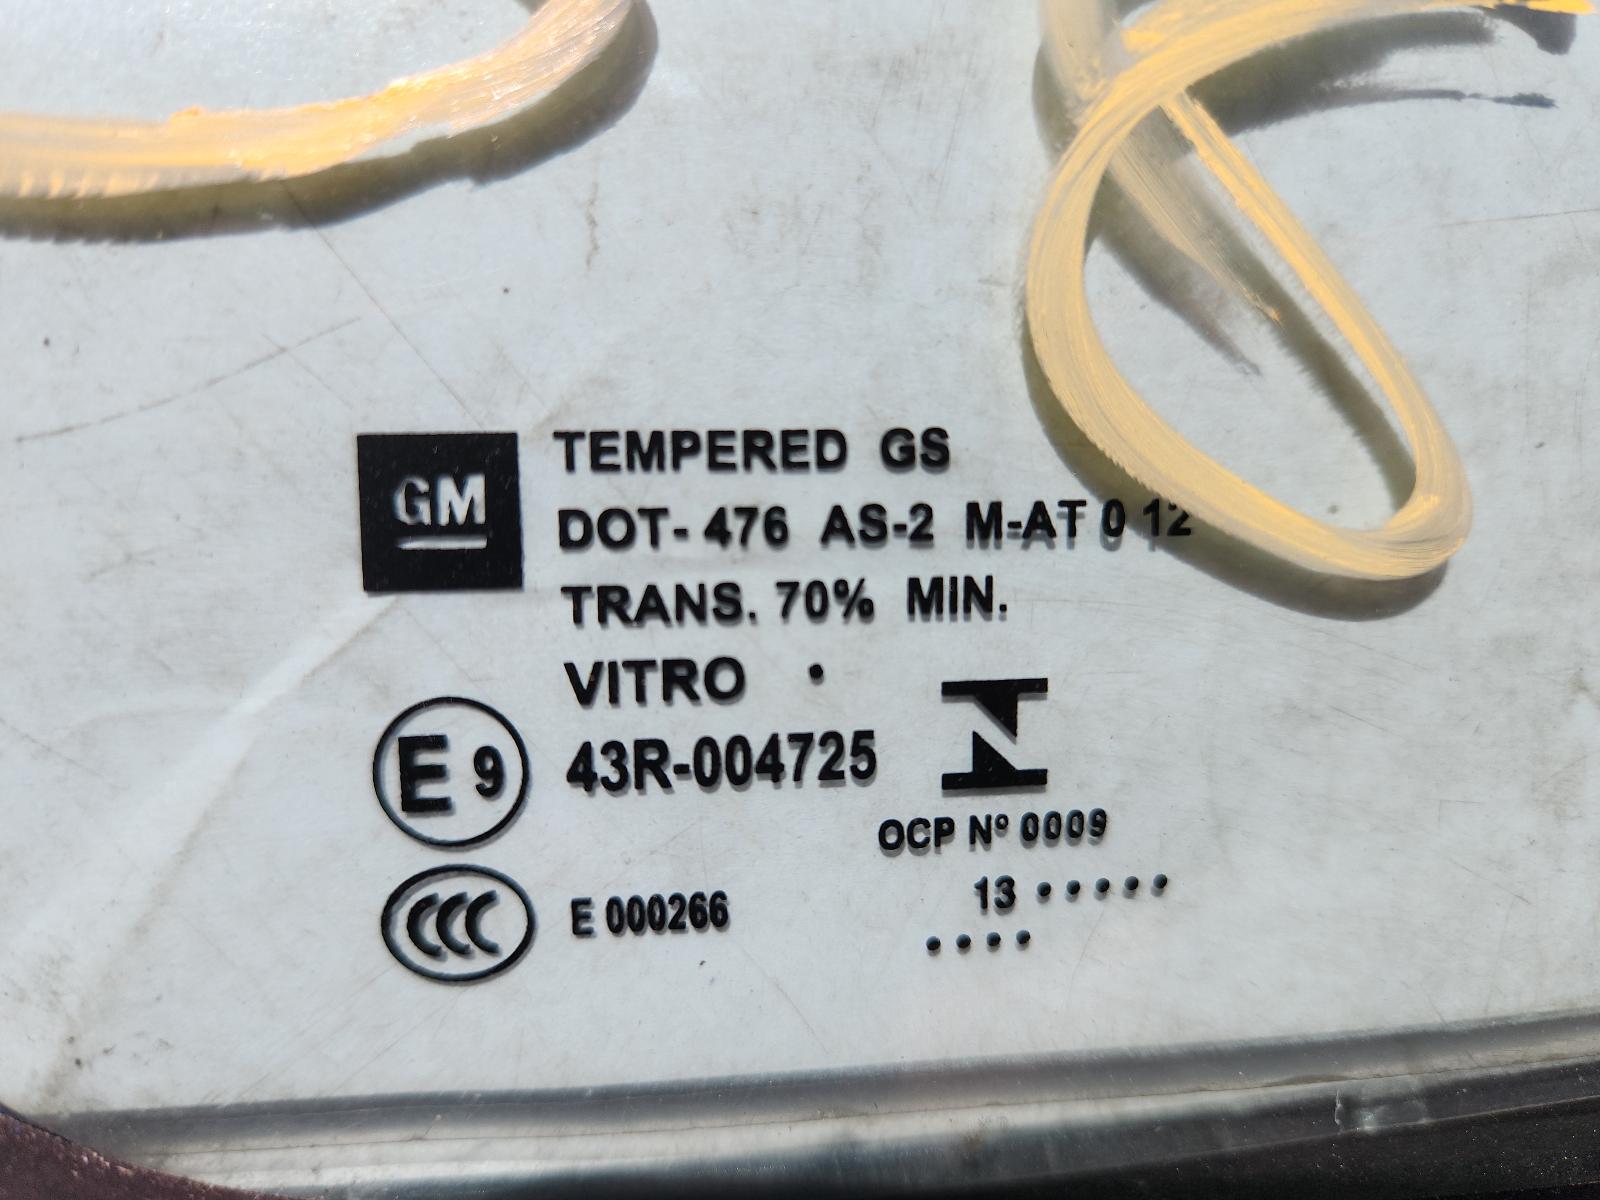 GM
TEMPERED GS
DOT-476 AS-2 M-AT 0 12
TRANS. 70% MIN.
VITRO •
E 9
43R-004725
OCP Nº 0009
CCC
E 000266
13 •••••
••••